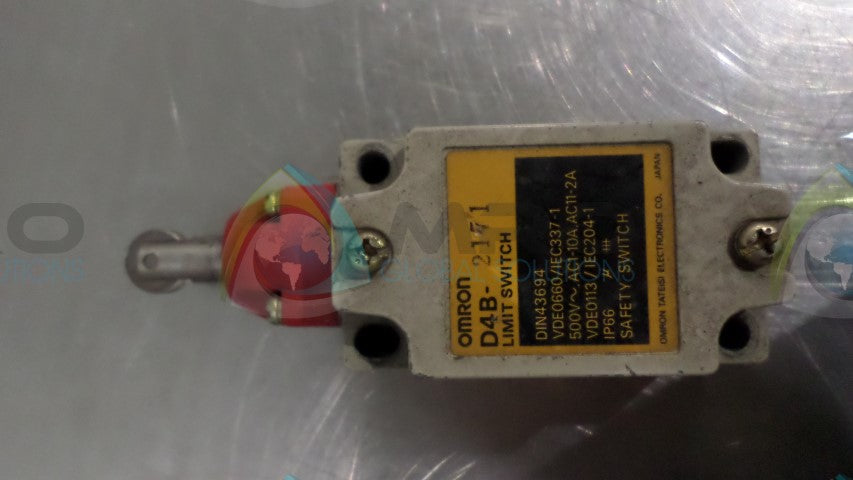 OMRON
D4B-2171
LIMIT SWITCH
DIN43694
VDE0660/IEC337-1
500V~,AC1-10A,AC11-2A
VDE0113/IEC204-1
IP66
SAFETY SWITCH
OMRON TATEISI ELECTRONICS CO. JAPAN